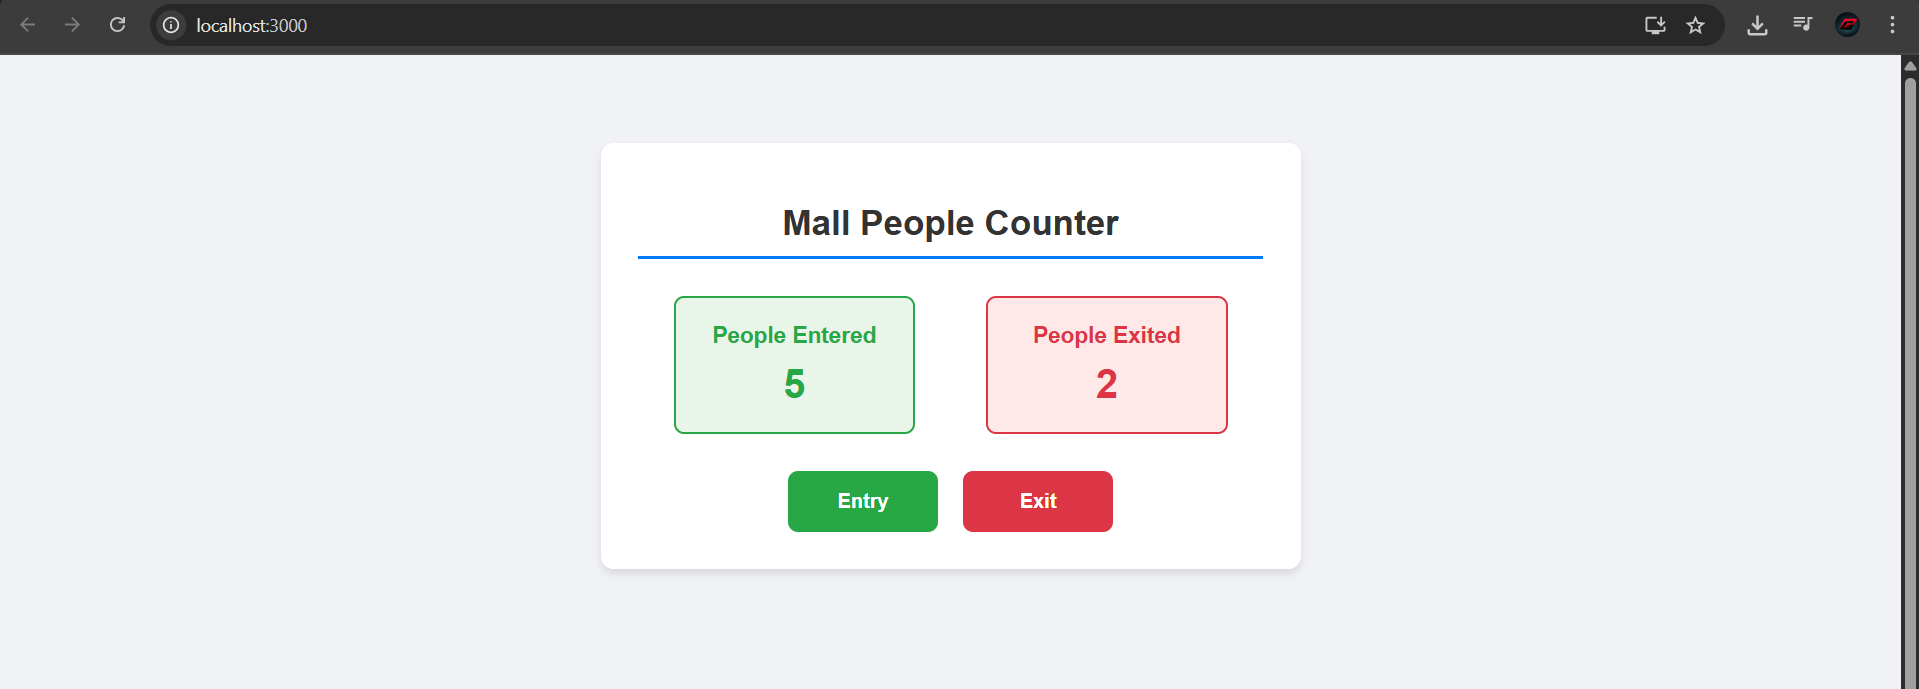 localhost:3000
Mall People Counter
People Entered
5
People Exited
2
Entry
Exit